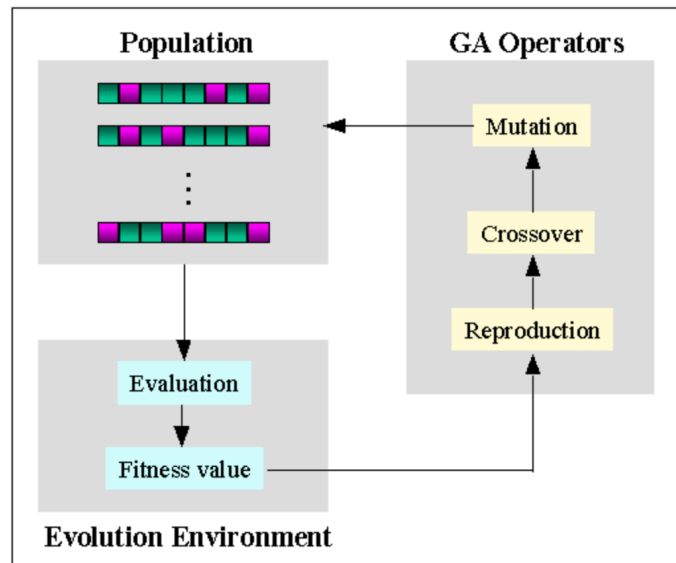 Population
GA Operators
Mutation
Crossover
Reproduction
Evaluation
Fitness value
Evolution Environment